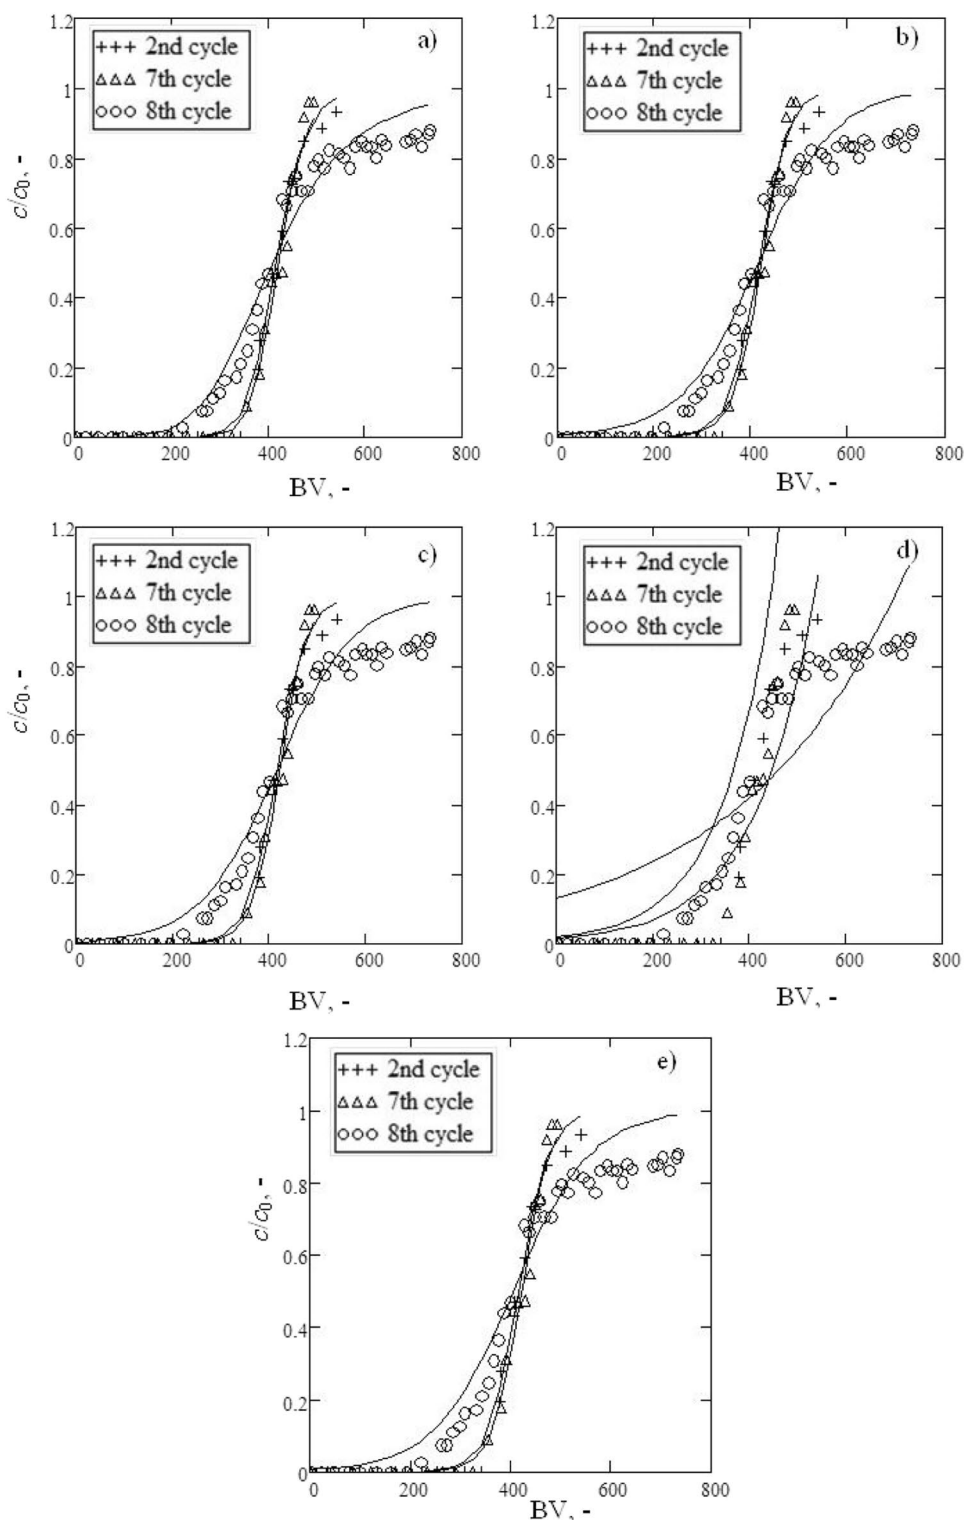 1.2
a)
+++ 2nd cycle
△△△ 7th cycle
○○○ 8th cycle
1
0.8
c/c₀, -
0.6
0.4
0.2
0
0 200 400 600 800
BV, -
1.2
b)
+++ 2nd cycle
△△△ 7th cycle
○○○ 8th cycle
1
0.8
0.6
0.4
0.2
0
0 200 400 600 800
BV, -
1.2
c)
+++ 2nd cycle
△△△ 7th cycle
○○○ 8th cycle
1
0.8
c/c₀, -
0.6
0.4
0.2
0
0 200 400 600 800
BV, -
1.2
d)
+++ 2nd cycle
△△△ 7th cycle
○○○ 8th cycle
1
0.8
0.6
0.4
0.2
0
0 200 400 600 800
BV, -
1.2
e)
+++ 2nd cycle
△△△ 7th cycle
○○○ 8th cycle
1
0.8
c/c₀, -
0.6
0.4
0.2
0
0 200 400 600 800
BV, -